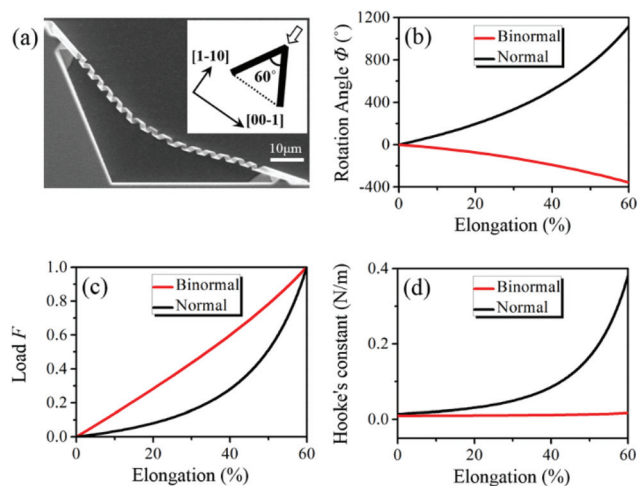 (a)
[1-10]
60°
[00-1]
10μm
(b)
Rotation Angle Φ (°)
1200
800
400
0
-400
Binormal
Normal
0
20
40
60
Elongation (%)
(c)
Load F
1.0
0.8
0.6
0.4
0.2
0.0
Binormal
Normal
0
20
40
60
Elongation (%)
(d)
Hooke's constant (N/m)
0.4
0.2
0.0
Binormal
Normal
0
20
40
60
Elongation (%)